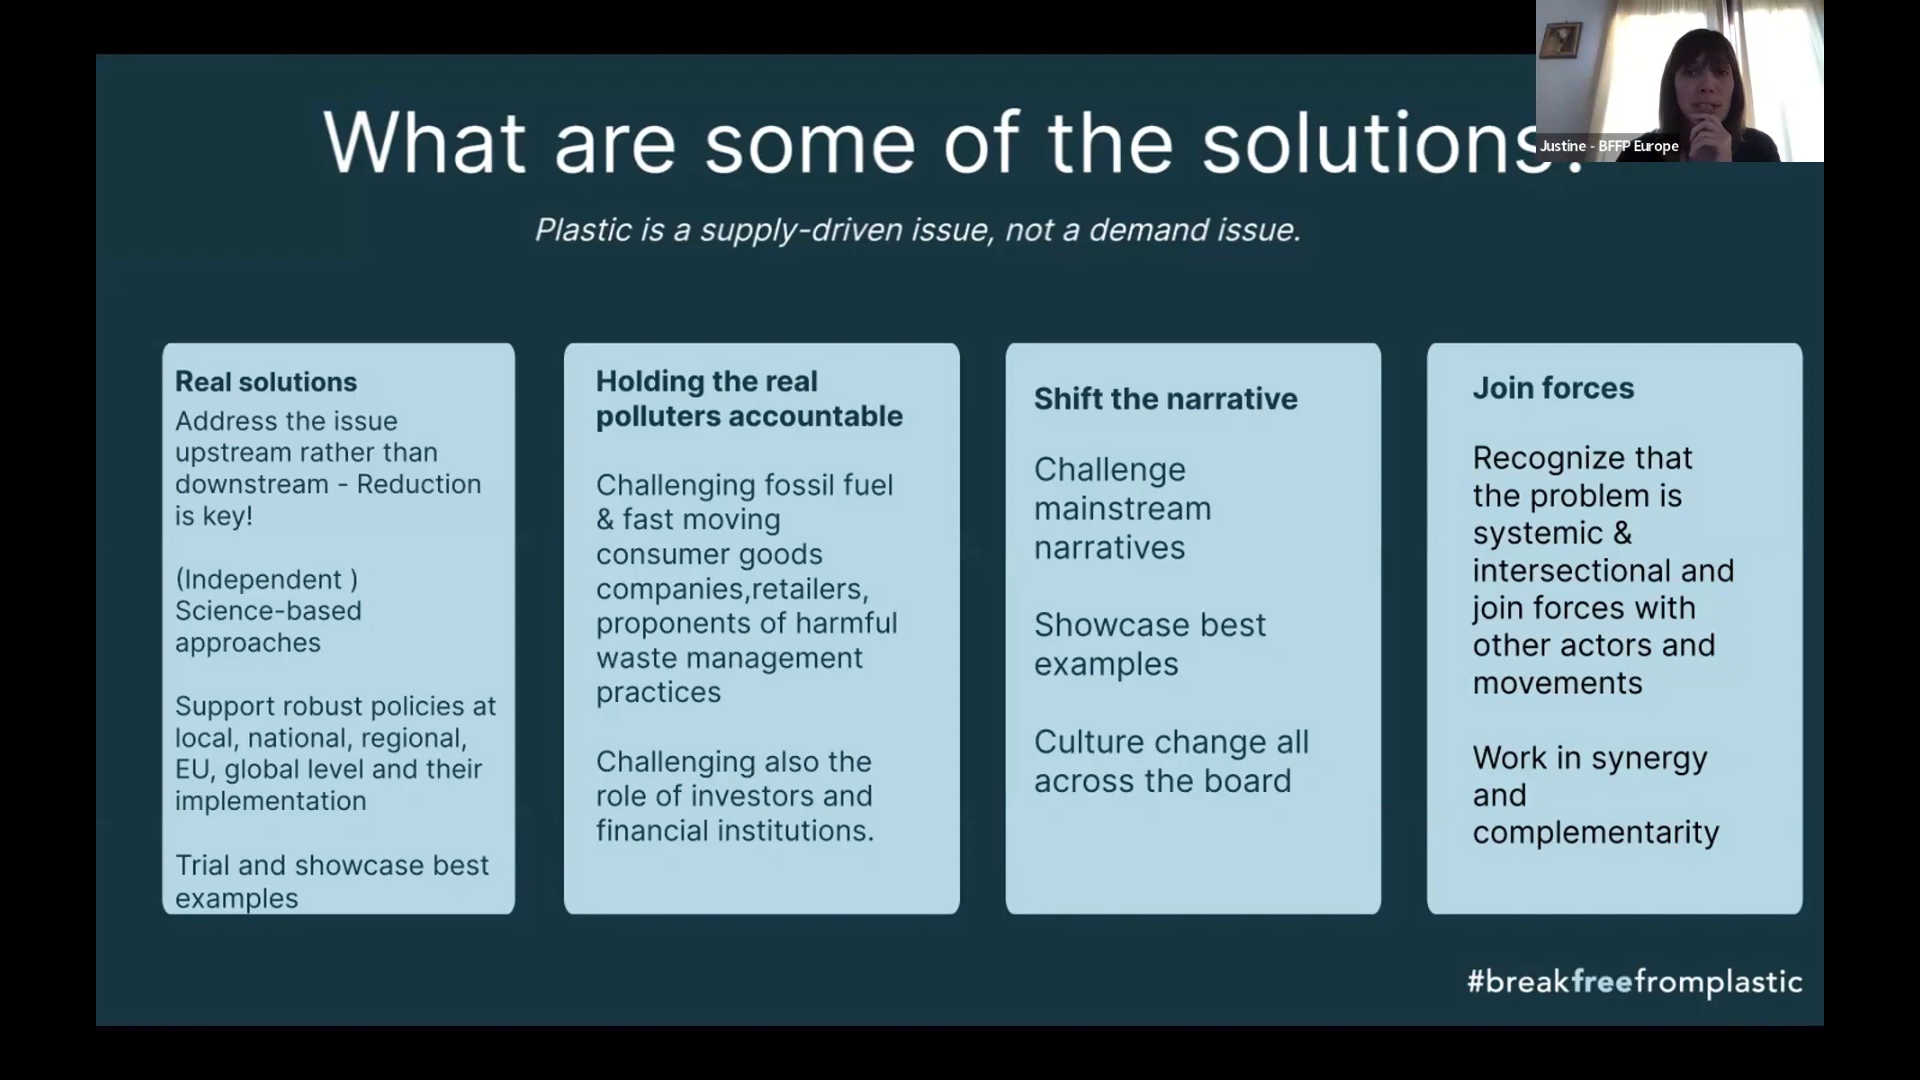 What are some of the solutions?
Justine - BFFP Europe
Plastic is a supply-driven issue, not a demand issue.
Real solutions
Address the issue
upstream rather than
downstream - Reduction
is key!
(Independent )
Science-based
approaches
Support robust policies at
local, national, regional,
EU, global level and their
implementation
Trial and showcase best
examples
Holding the real
polluters accountable
Challenging fossil fuel
& fast moving
consumer goods
companies,retailers,
proponents of harmful
waste management
practices
Challenging also the
role of investors and
financial institutions.
Shift the narrative
Challenge
mainstream
narratives
Showcase best
examples
Culture change all
across the board
Join forces
Recognize that
the problem is
systemic &
intersectional and
join forces with
other actors and
movements
Work in synergy
and
complementarity
#breakfreefromplastic